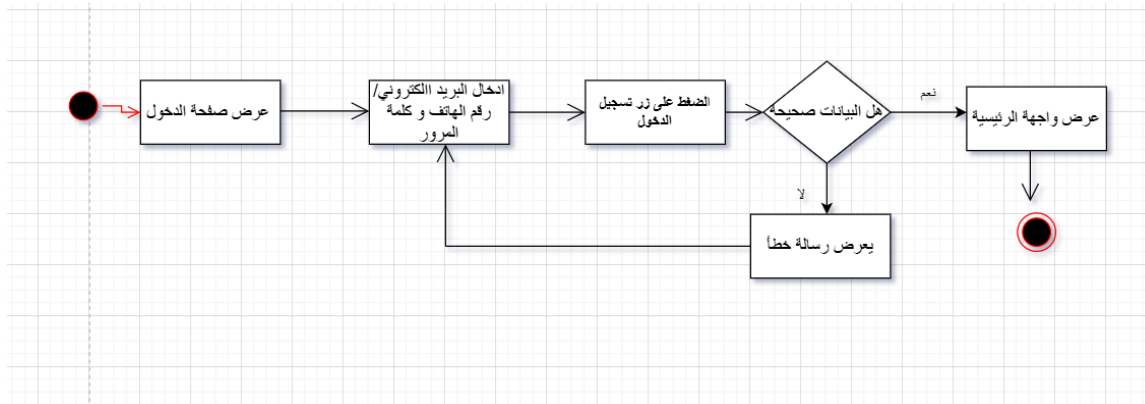 عرض صفحة الدخول
ادخال البريد االكتروني/
رقم الهاتف و كلمة
المرور
الضغط على زر تسجيل
الدخول
هل البيانات صحيحة
نعم
عرض واجهة الرئيسية
لا
يعرض رسالة خطأ